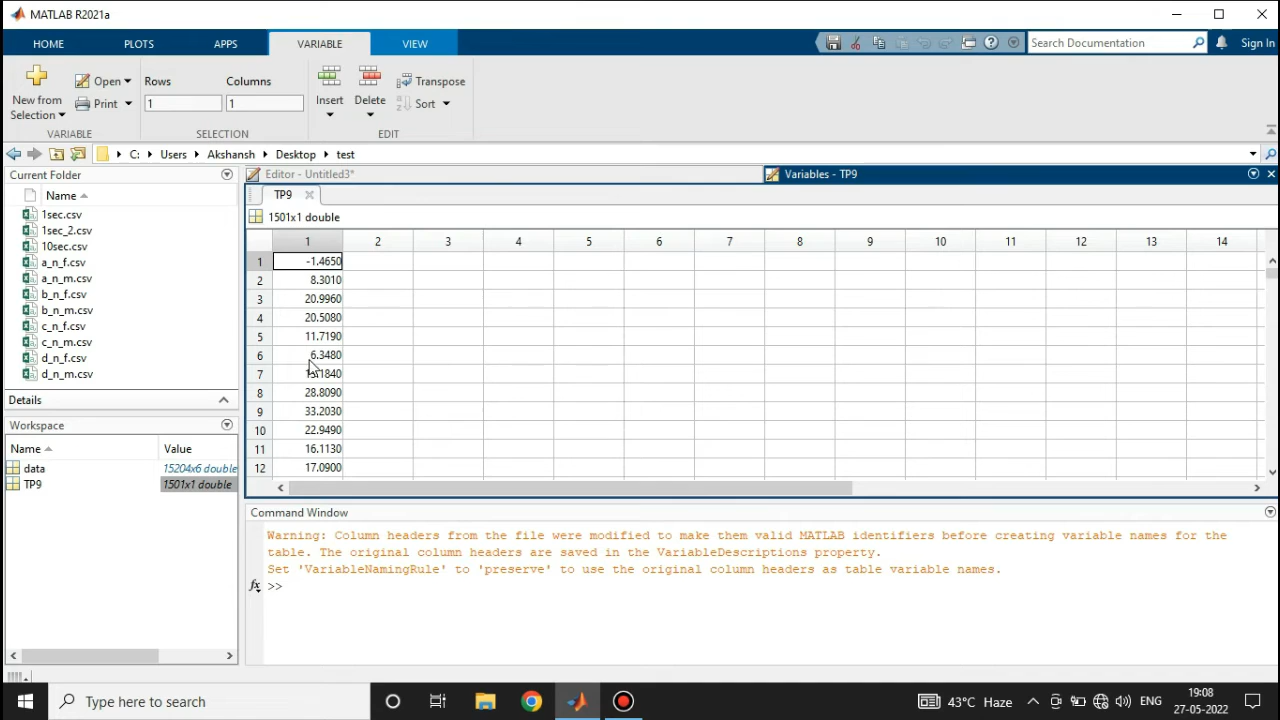 MATLAB R2021a
HOME PLOTS APPS VARIABLE VIEW Search Documentation Sign In
New from Selection Open Print Rows Columns Insert Delete Transpose Sort
1 1
VARIABLE SELECTION EDIT
C: Users Akshansh Desktop test
Current Folder
Name
1sec.csv
1sec_2.csv
10sec.csv
a_n_f.csv
a_n_m.csv
b_n_f.csv
b_n_m.csv
c_n_f.csv
c_n_m.csv
d_n_f.csv
d_n_m.csv
Details
Workspace
Name Value
data 15204x6 double
TP9 1501x1 double
Editor - Untitled3* Variables - TP9
TP9
1501x1 double
1 2 3 4 5 6 7 8 9 10 11 12 13 14
1 -1.4650
2 8.3010
3 20.9960
4 20.5080
5 11.7190
6 6.3480
7
8 28.8090
9 33.2030
10 22.9490
11 16.1130
12 17.0900
Command Window
Warning: Column headers from the file were modified to make them valid MATLAB identifiers before creating variable names for the
table. The original column headers are saved in the VariableDescriptions property.
Set 'VariableNamingRule' to 'preserve' to use the original column headers as table variable names.
fx >>
Type here to search 43°C Haze ENG 19:08
27-05-2022